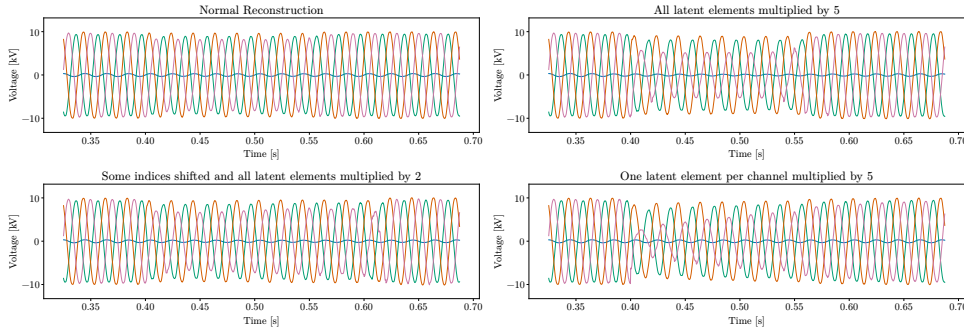 Normal Reconstruction
10
0
−10
Voltage [kV]
0.35 0.40 0.45 0.50 0.55 0.60 0.65 0.70
Time [s]
All latent elements multiplied by 5
10
0
−10
Voltage [kV]
0.35 0.40 0.45 0.50 0.55 0.60 0.65 0.70
Time [s]
Some indices shifted and all latent elements multiplied by 2
10
0
−10
Voltage [kV]
0.35 0.40 0.45 0.50 0.55 0.60 0.65 0.70
Time [s]
One latent element per channel multiplied by 5
10
0
−10
Voltage [kV]
0.35 0.40 0.45 0.50 0.55 0.60 0.65 0.70
Time [s]